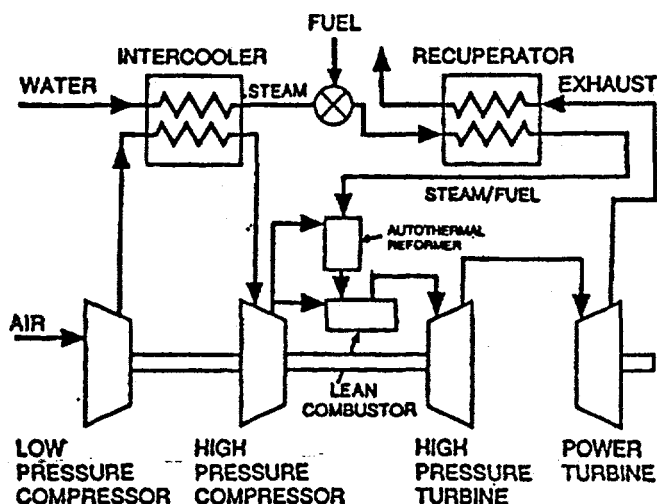 FUEL
INTERCOOLER
RECUPERATOR
WATER
STEAM
EXHAUST
STEAM/FUEL
AUTOTHERMAL
REFORMER
AIR
LEAN
COMBUSTOR
LOW
PRESSURE
COMPRESSOR
HIGH
PRESSURE
COMPRESSOR
HIGH
PRESSURE
TURBINE
POWER
TURBINE